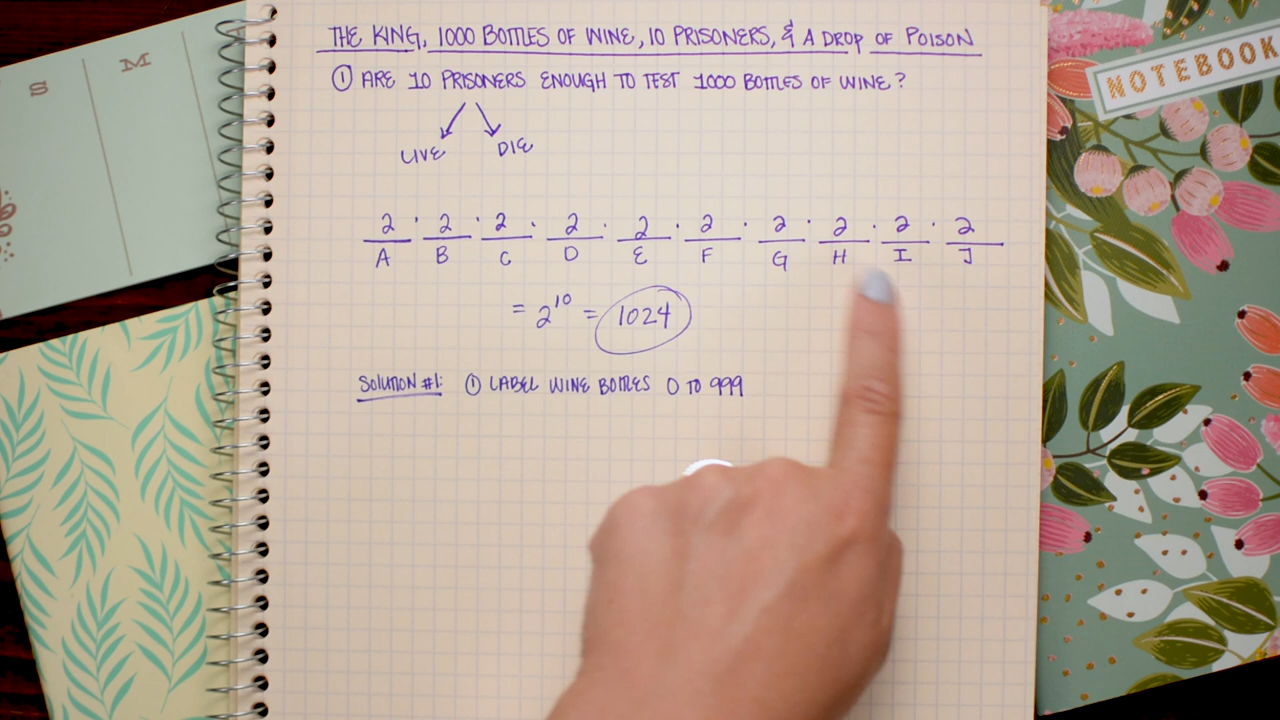 S M
NOTEBOOK
THE KING, 1000 BOTTLES OF WINE, 10 PRISONERS, & A DROP OF POISON
① ARE 10 PRISONERS ENOUGH TO TEST 1000 BOTTLES OF WINE?
LIVE DIE
2 · 2 · 2 · 2 · 2 · 2 · 2 · 2 · 2 · 2
A B C D E F G H I J
= 2^10 = 1024
SOLUTION #1: ① LABEL WINE BOTTLES 0 TO 999